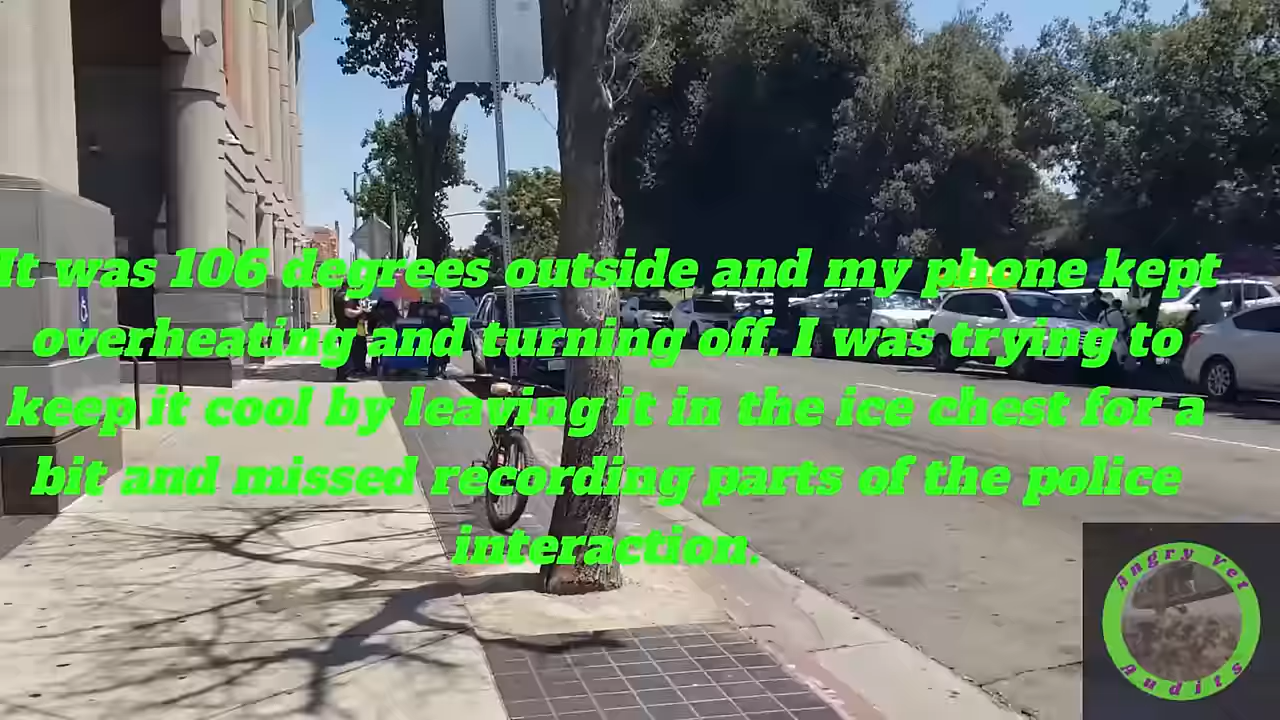 It was 106 degrees outside and my phone kept
overheating and turning off. I was trying to
keep it cool by leaving it in the ice chest for a
bit and missed recording parts of the police
interaction.
Angry Vet
Audits